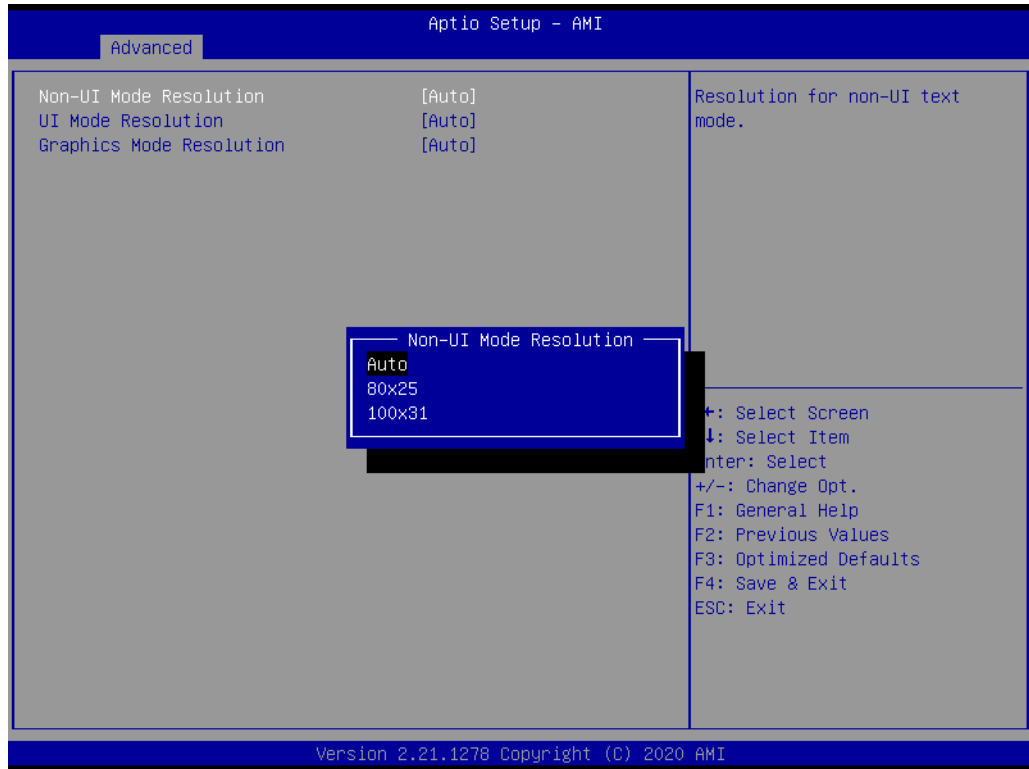 Aptio Setup – AMI
Advanced
Non-UI Mode Resolution [Auto]
UI Mode Resolution [Auto]
Graphics Mode Resolution [Auto]
Resolution for non-UI text
mode.
Non-UI Mode Resolution
Auto
80x25
100x31
: Select Screen
: Select Item
nter: Select
+/-: Change Opt.
F1: General Help
F2: Previous Values
F3: Optimized Defaults
F4: Save & Exit
ESC: Exit
Version 2.21.1278 Copyright (C) 2020 AMI